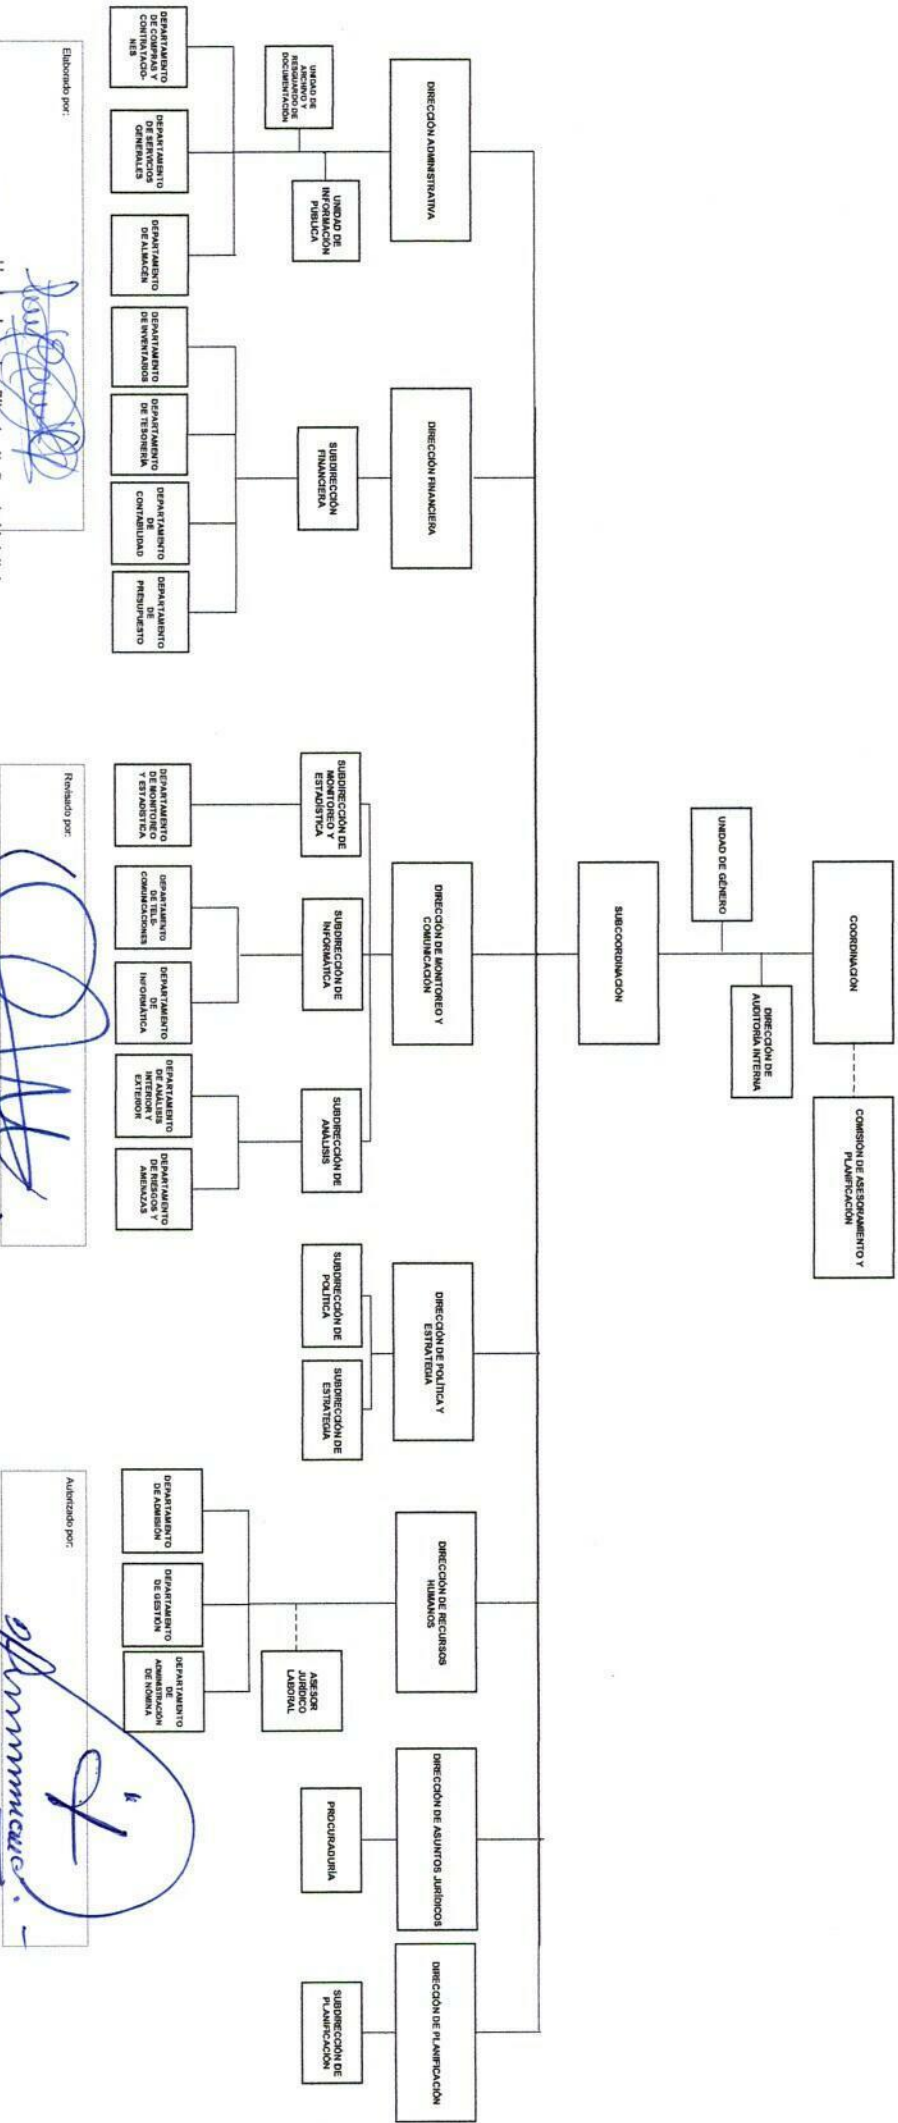 COORDINACIÓN
COMISIÓN DE ASESORAMIENTO Y
PLANIFICACIÓN
UNIDAD DE GÉNERO
DIRECCIÓN DE
AUDITORÍA INTERNA
SUBCOORDINACIÓN
DIRECCIÓN ADMINISTRATIVA
DIRECCIÓN FINANCIERA
DIRECCIÓN DE MONITOREO Y
COMUNICACIÓN
DIRECCIÓN DE POLÍTICA Y
ESTRATEGIA
DIRECCIÓN DE RECURSOS
HUMANOS
DIRECCIÓN DE ASUNTOS JURÍDICOS
DIRECCIÓN DE PLANIFICACIÓN
UNIDAD DE
ARCHIVO Y
RESGUARDO DE
DOCUMENTACIÓN
UNIDAD DE
INFORMACIÓN
PÚBLICA
SUBDIRECCIÓN
FINANCIERA
SUBDIRECCIÓN DE
MONITOREO Y
ESTADÍSTICA
SUBDIRECCIÓN DE
INFORMÁTICA
SUBDIRECCIÓN DE
ANÁLISIS
SUBDIRECCIÓN DE
POLÍTICA
SUBDIRECCIÓN DE
ESTRATEGIA
ASESOR
JURÍDICO
LABORAL
PROCURADURÍA
SUBDIRECCIÓN DE
PLANIFICACIÓN
DEPARTAMENTO
DE COMPRAS Y
CONTRATACIO-
NES
DEPARTAMENTO
DE SERVICIOS
GENERALES
DEPARTAMENTO
DE ALMACÉN
DEPARTAMENTO
DE INVENTARIOS
DEPARTAMENTO
DE TESORERÍA
DEPARTAMENTO
DE
CONTABILIDAD
DEPARTAMENTO
DE
PRESUPUESTO
DEPARTAMENTO
DE MONITOREO
Y ESTADÍSTICA
DEPARTAMENTO
DE TELE-
COMUNICACIONES
DEPARTAMENTO
DE
INFORMÁTICA
DEPARTAMENTO
DE ANÁLISIS
INTERIOR Y
EXTERIOR
DEPARTAMENTO
DE RIESGOS Y
AMENAZAS
DEPARTAMENTO
DE ADMISIÓN
DEPARTAMENTO
DE GESTIÓN
DEPARTAMENTO
DE
ADMINISTRACIÓN
DE NÓMINA
Elaborado por:
Revisado por:
Autorizado por: